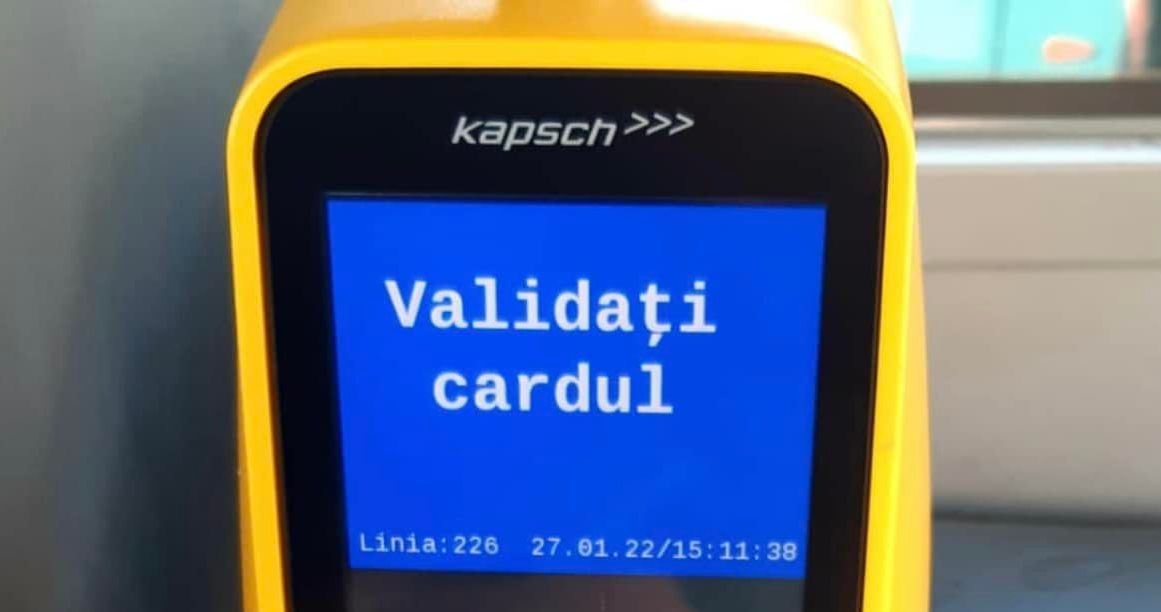 kapsch >>>
Validați
cardul
Linia:226 27.01.22/15:11:38